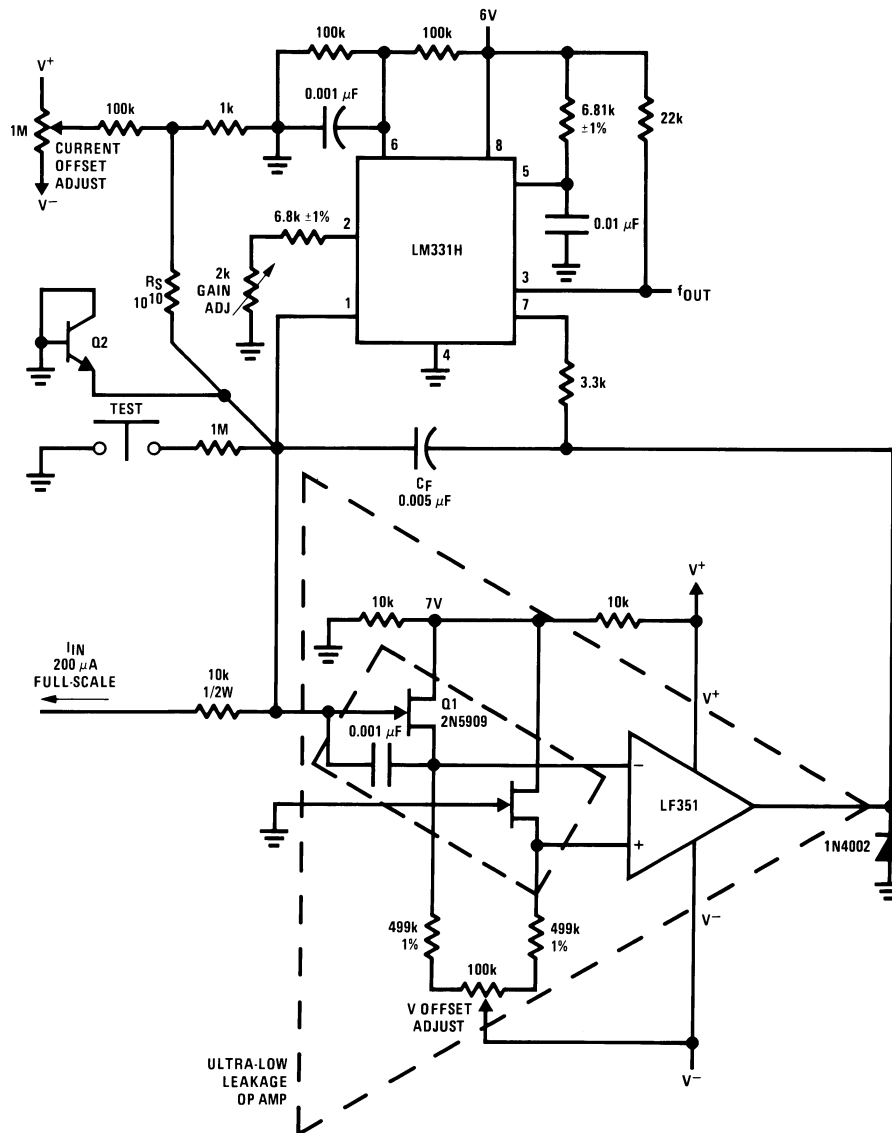 6V
100k
100k
V+
0.001 μF
100k
1k
6.81k
±1%
22k
1M
CURRENT
OFFSET
ADJUST
V−
6
8
5
6.8k ±1%
2
LM331H
0.01 μF
2k
GAIN
ADJ
RS
10^10
3
fOUT
1
7
Q2
4
3.3k
TEST
1M
CF
0.005 μF
V+
10k
7V
10k
IIN
200 μA
FULL-SCALE
10k
1/2W
Q1
2N5909
V+
0.001 μF
−
LF351
+
1N4002
V−
499k
1%
499k
1%
100k
V OFFSET
ADJUST
ULTRA-LOW
LEAKAGE
OP AMP
V−